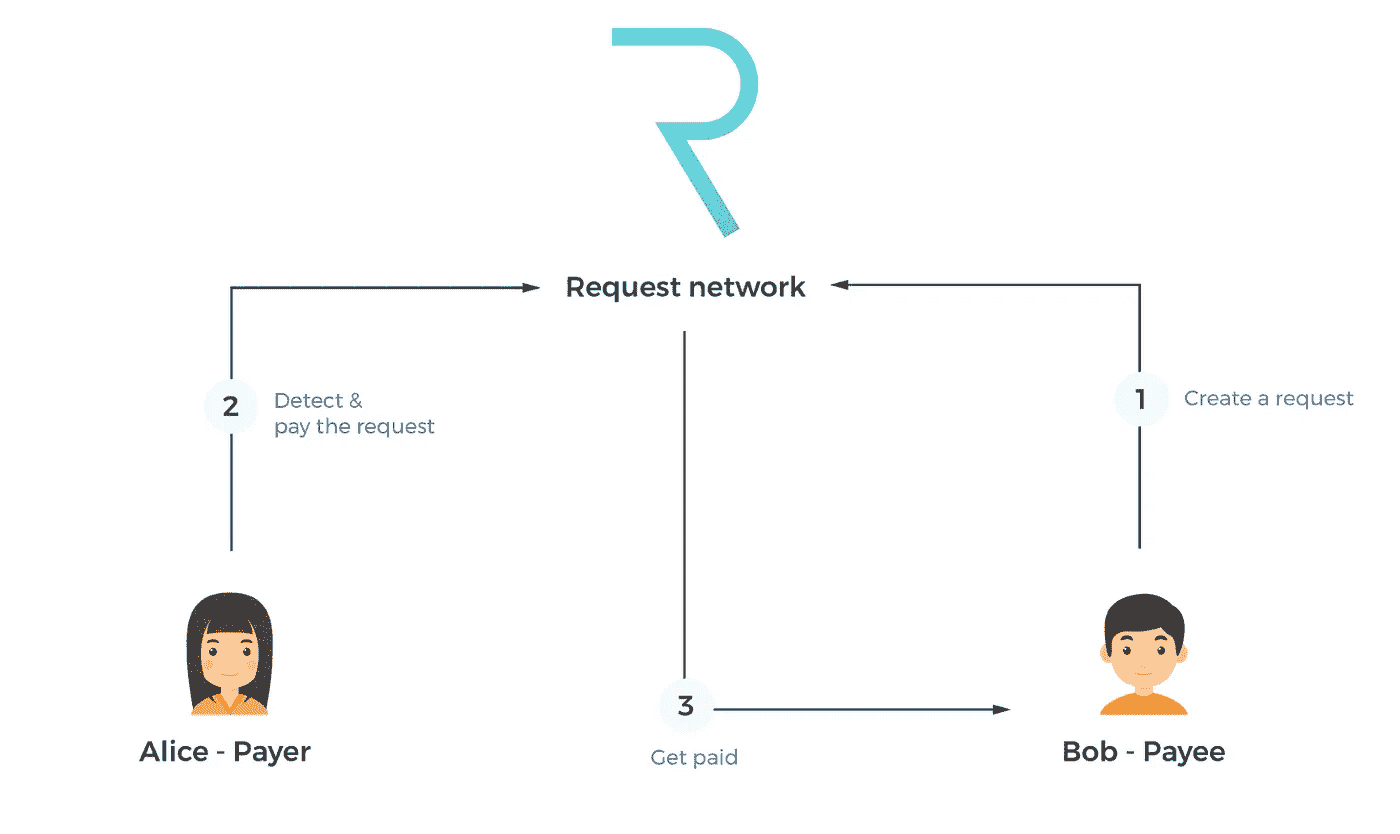 Request network
2
Detect &
pay the request
1
Create a request
3
Get paid
Alice - Payer
Bob - Payee